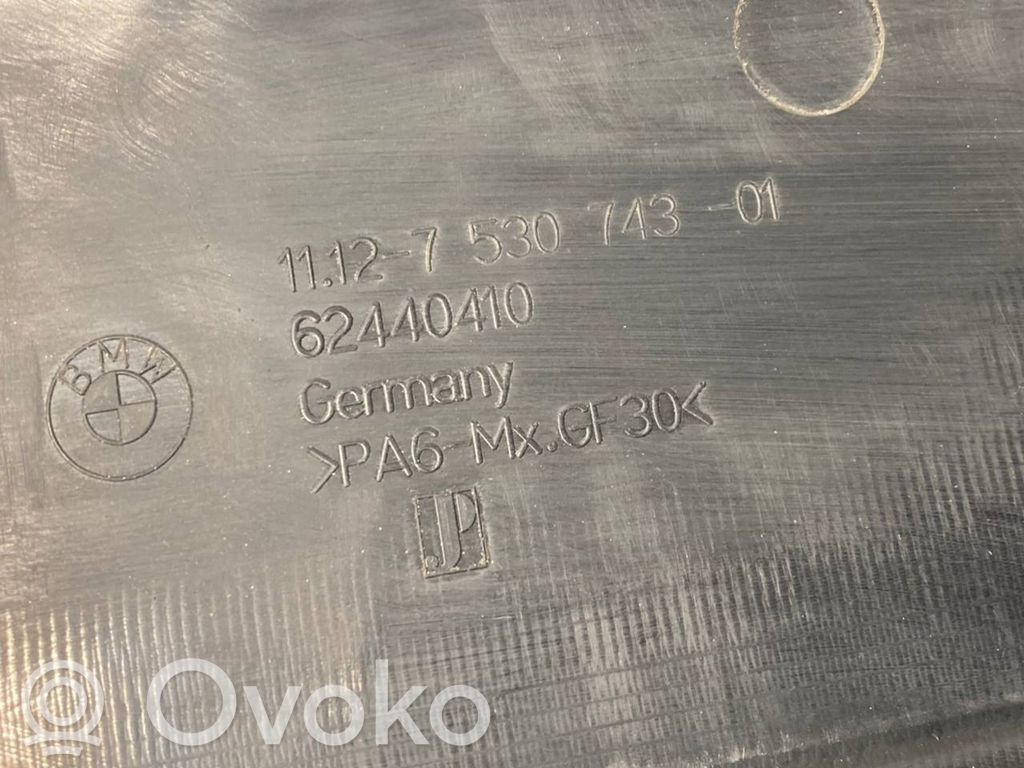 11.12-7 530 743 -01
62440410
BMW
Germany
>PA6-Mx.GF30<
JP
Ovoko